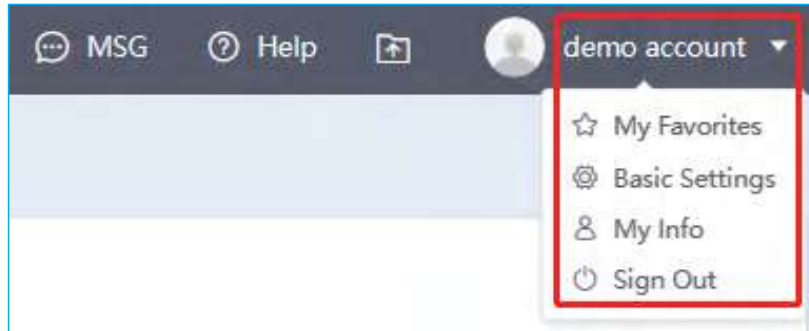 MSG Help demo account
My Favorites
Basic Settings
My Info
Sign Out